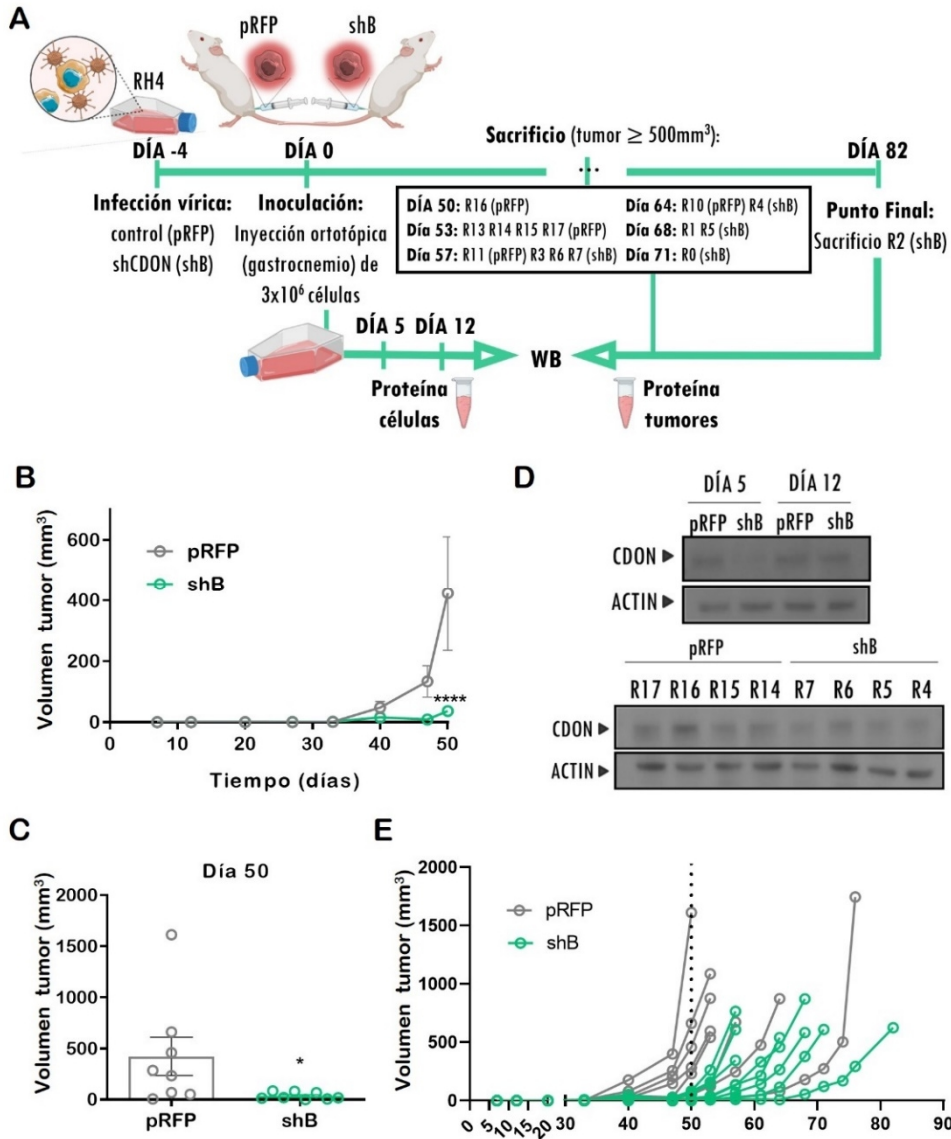 A
pRFP
shB
RH4
DÍA -4
DÍA 0
Sacrificio (tumor ≥ 500mm³):
...
DÍA 82
Infección vírica:
control (pRFP)
shCDON (shB)
Inoculación:
Inyección ortotópica
(gastrocnemio) de
3x10⁶ células
DÍA 50: R16 (pRFP)
Día 53: R13 R14 R15 R17 (pRFP)
Día 57: R11 (pRFP) R3 R6 R7 (shB)
Día 64: R10 (pRFP) R4 (shB)
Día 68: R1 R5 (shB)
Día 71: R0 (shB)
Punto Final:
Sacrificio R2 (shB)
DÍA 5
DÍA 12
WB
Proteína
células
Proteína
tumores
B
Volumen tumor (mm³)
600
400
200
0
pRFP
shB
****
0 10 20 30 40 50
Tiempo (días)
D
DÍA 5 DÍA 12
pRFP shB pRFP shB
CDON
ACTIN
pRFP shB
R17 R16 R15 R14 R7 R6 R5 R4
CDON
ACTIN
C
Día 50
Volumen tumor (mm³)
2000
1500
1000
500
0
*
pRFP shB
E
Volumen tumor (mm³)
2000
1500
1000
500
0
pRFP
shB
0 5 10 15 20 30 40 50 60 70 80 90